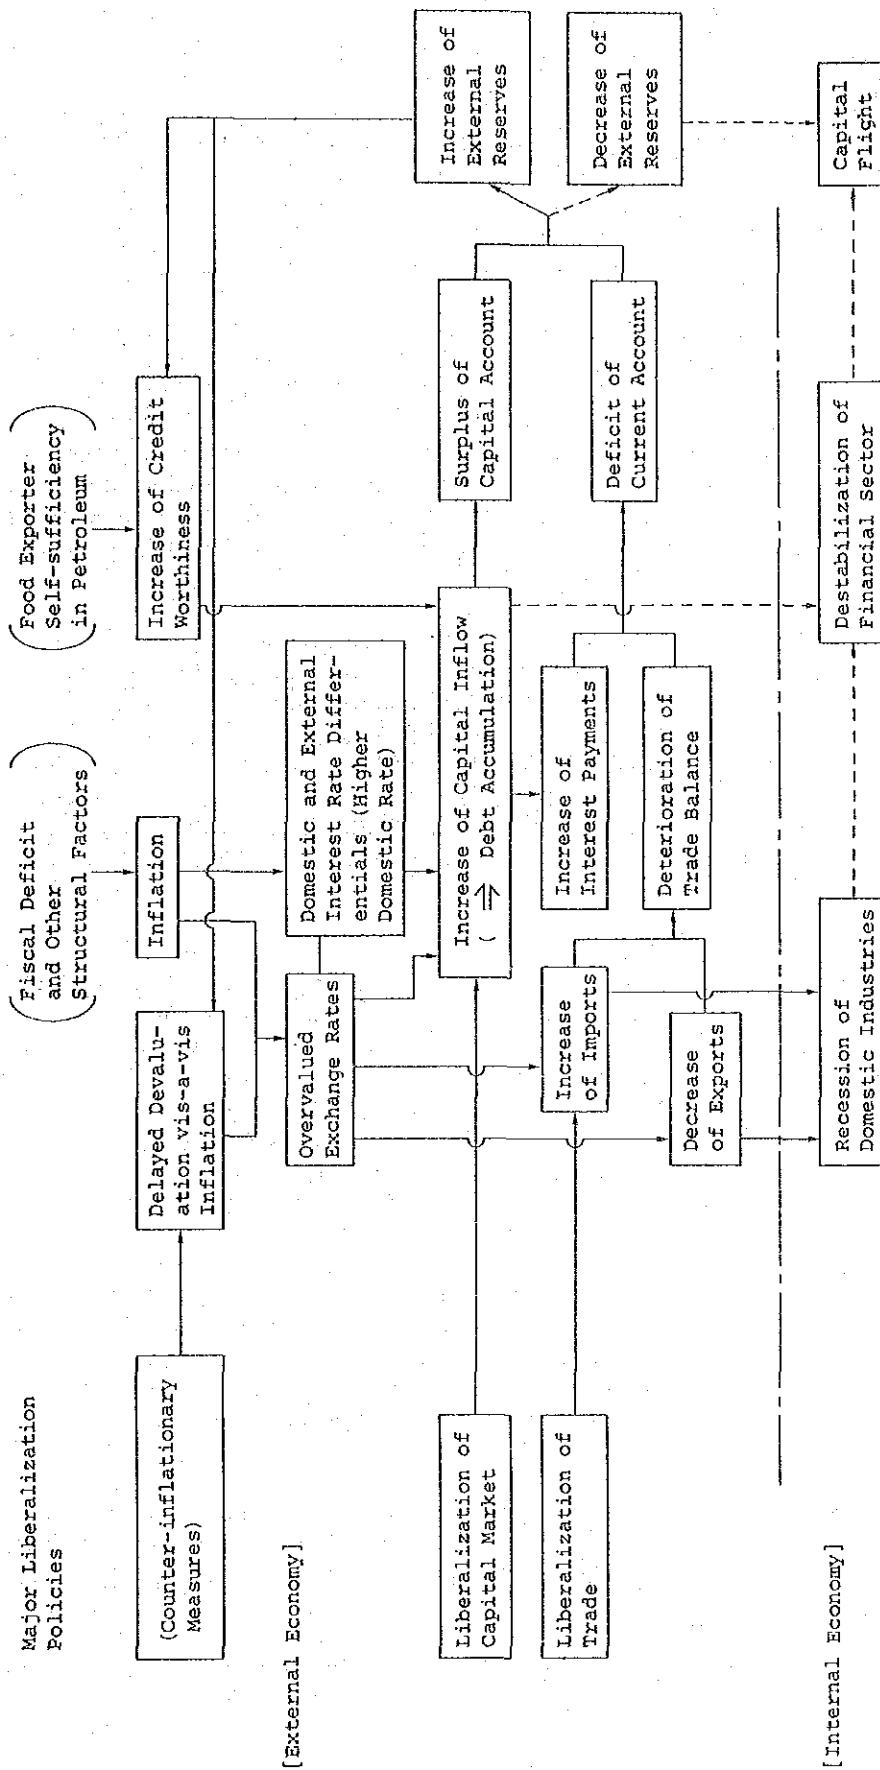 Major Liberalization
Policies
(Fiscal Deficit
and Other
Structural Factors)
(Food Exporter
Self-sufficiency
in Petroleum)
(Counter-inflationary
Measures)
Delayed Devalu-
ation vis-a-vis
Inflation
Inflation
Increase of Credit
Worthiness
[External Economy]
Overvalued
Exchange Rates
Domestic and External
Interest Rate Differ-
entials (Higher
Domestic Rate)
Liberalization of
Capital Market
Increase of Capital Inflow
( ⇒ Debt Accumulation)
Surplus of
Capital Account
Increase of
External
Reserves
Liberalization of
Trade
Increase
of Imports
Increase of
Interest Payments
Deficit of
Current Account
Decrease of
External
Reserves
Decrease
of Exports
Deterioration of
Trade Balance
[Internal Economy]
Recession of
Domestic Industries
Destabilization of
Financial Sector
Capital
Flight